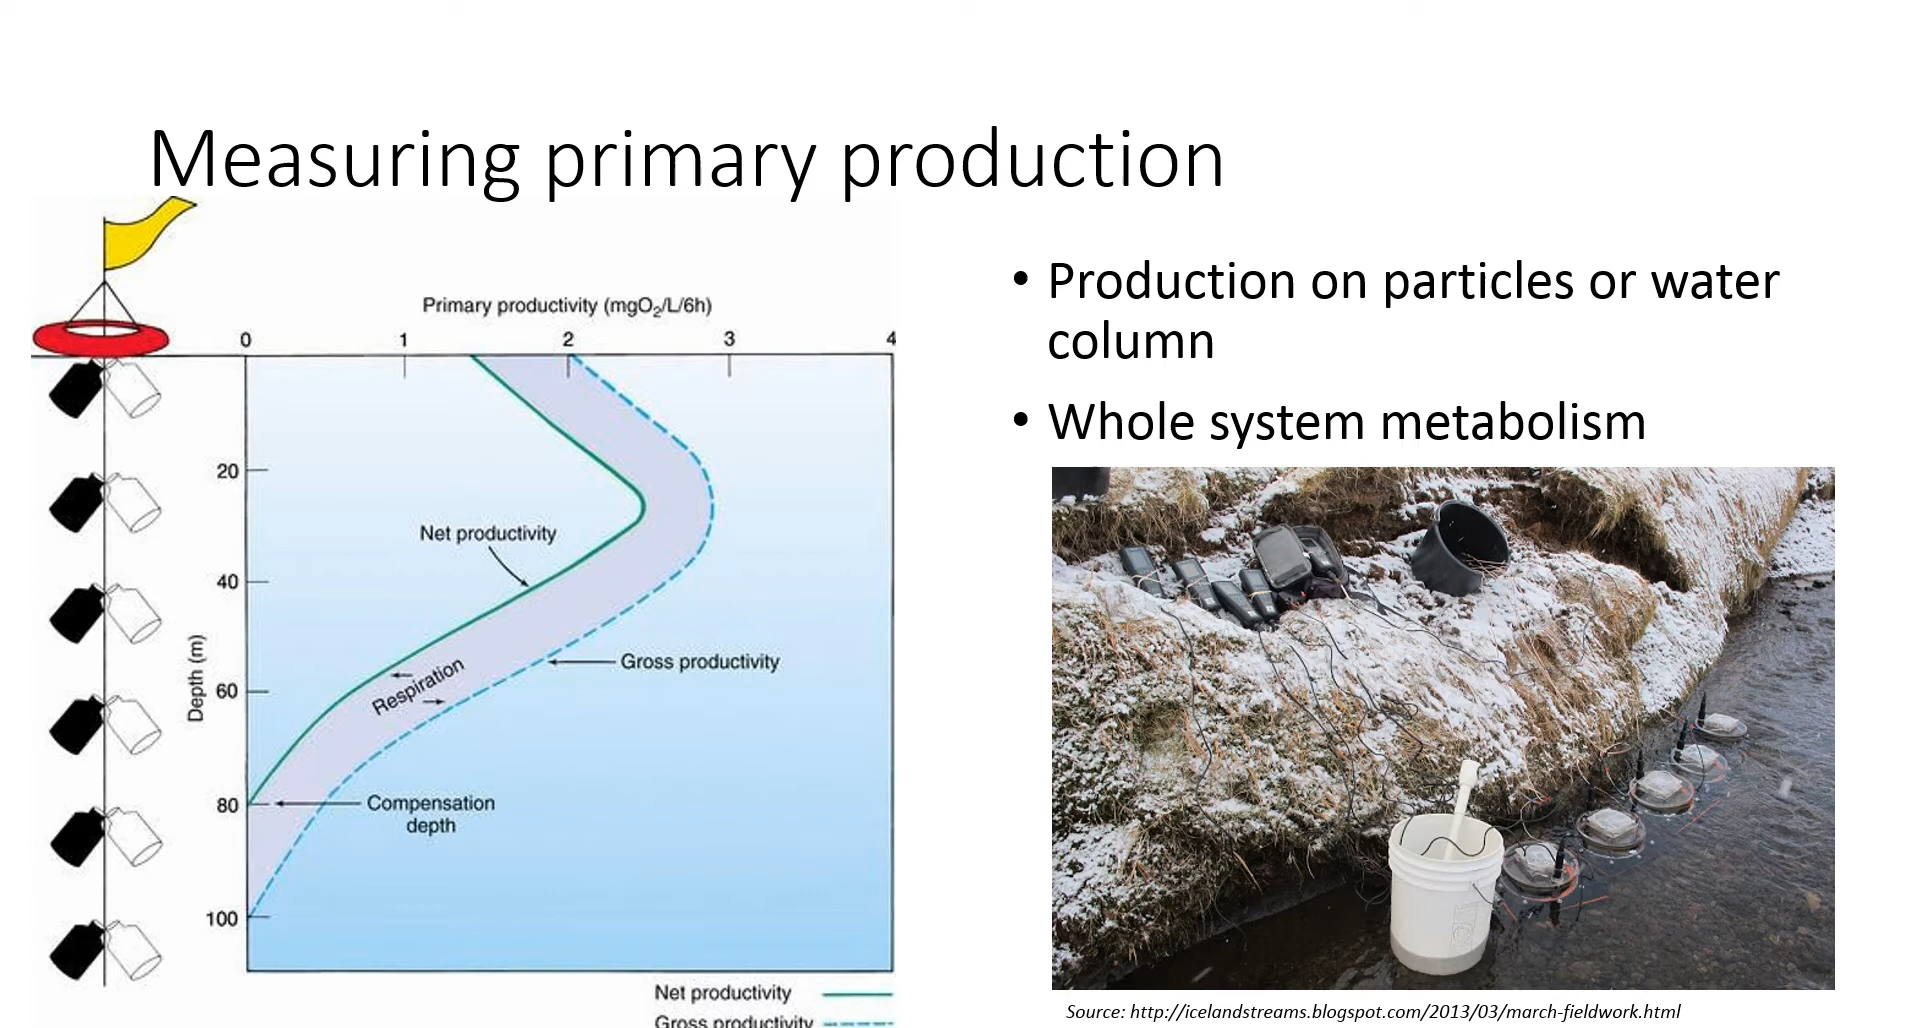 Measuring primary production
Primary productivity (mgO₂/L/6h)
0 1 2 3 4
20
40
60
80
100
Depth (m)
Net productivity
Gross productivity
Respiration
Compensation
depth
Net productivity
Gross productivity
• Production on particles or water
column
• Whole system metabolism
Source: http://icelandstreams.blogspot.com/2013/03/march-fieldwork.html